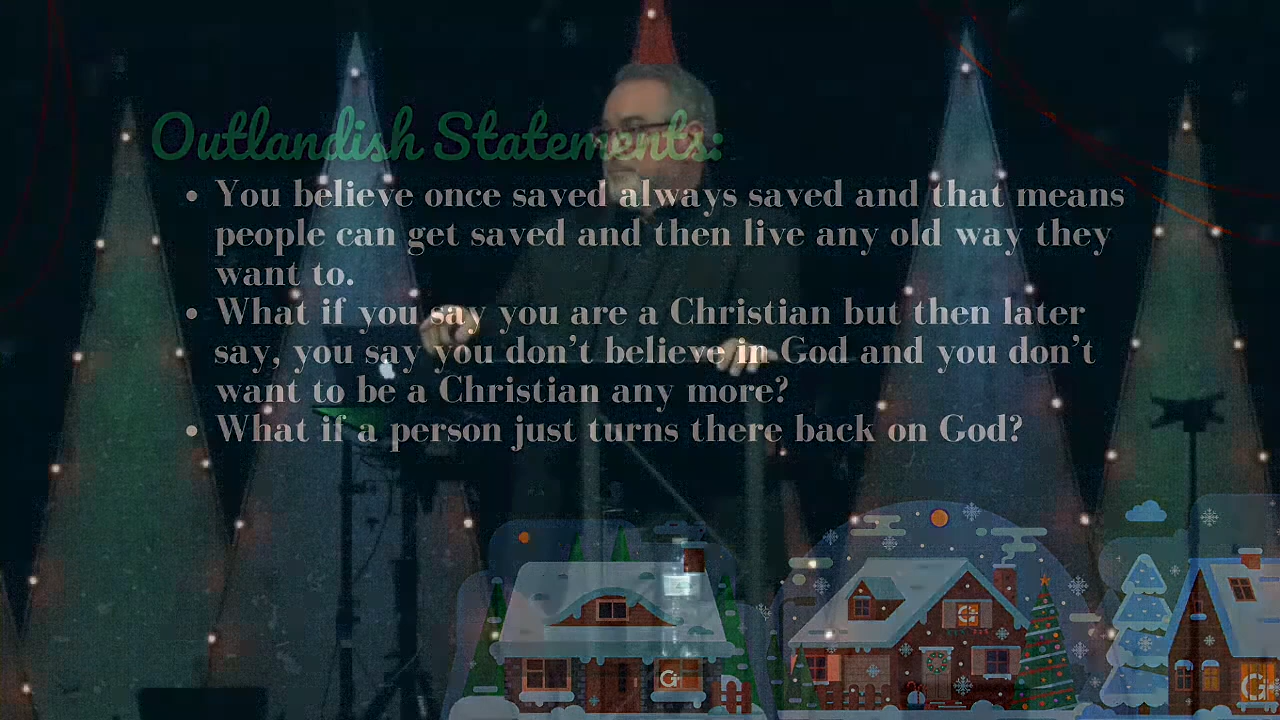 Outlandish Statements:
• You believe once saved always saved and that means
people can get saved and then live any old way they
want to.
• What if you say you are a Christian but then later
say, you say you don't believe in God and you don't
want to be a Christian any more?
• What if a person just turns there back on God?
G
G
G